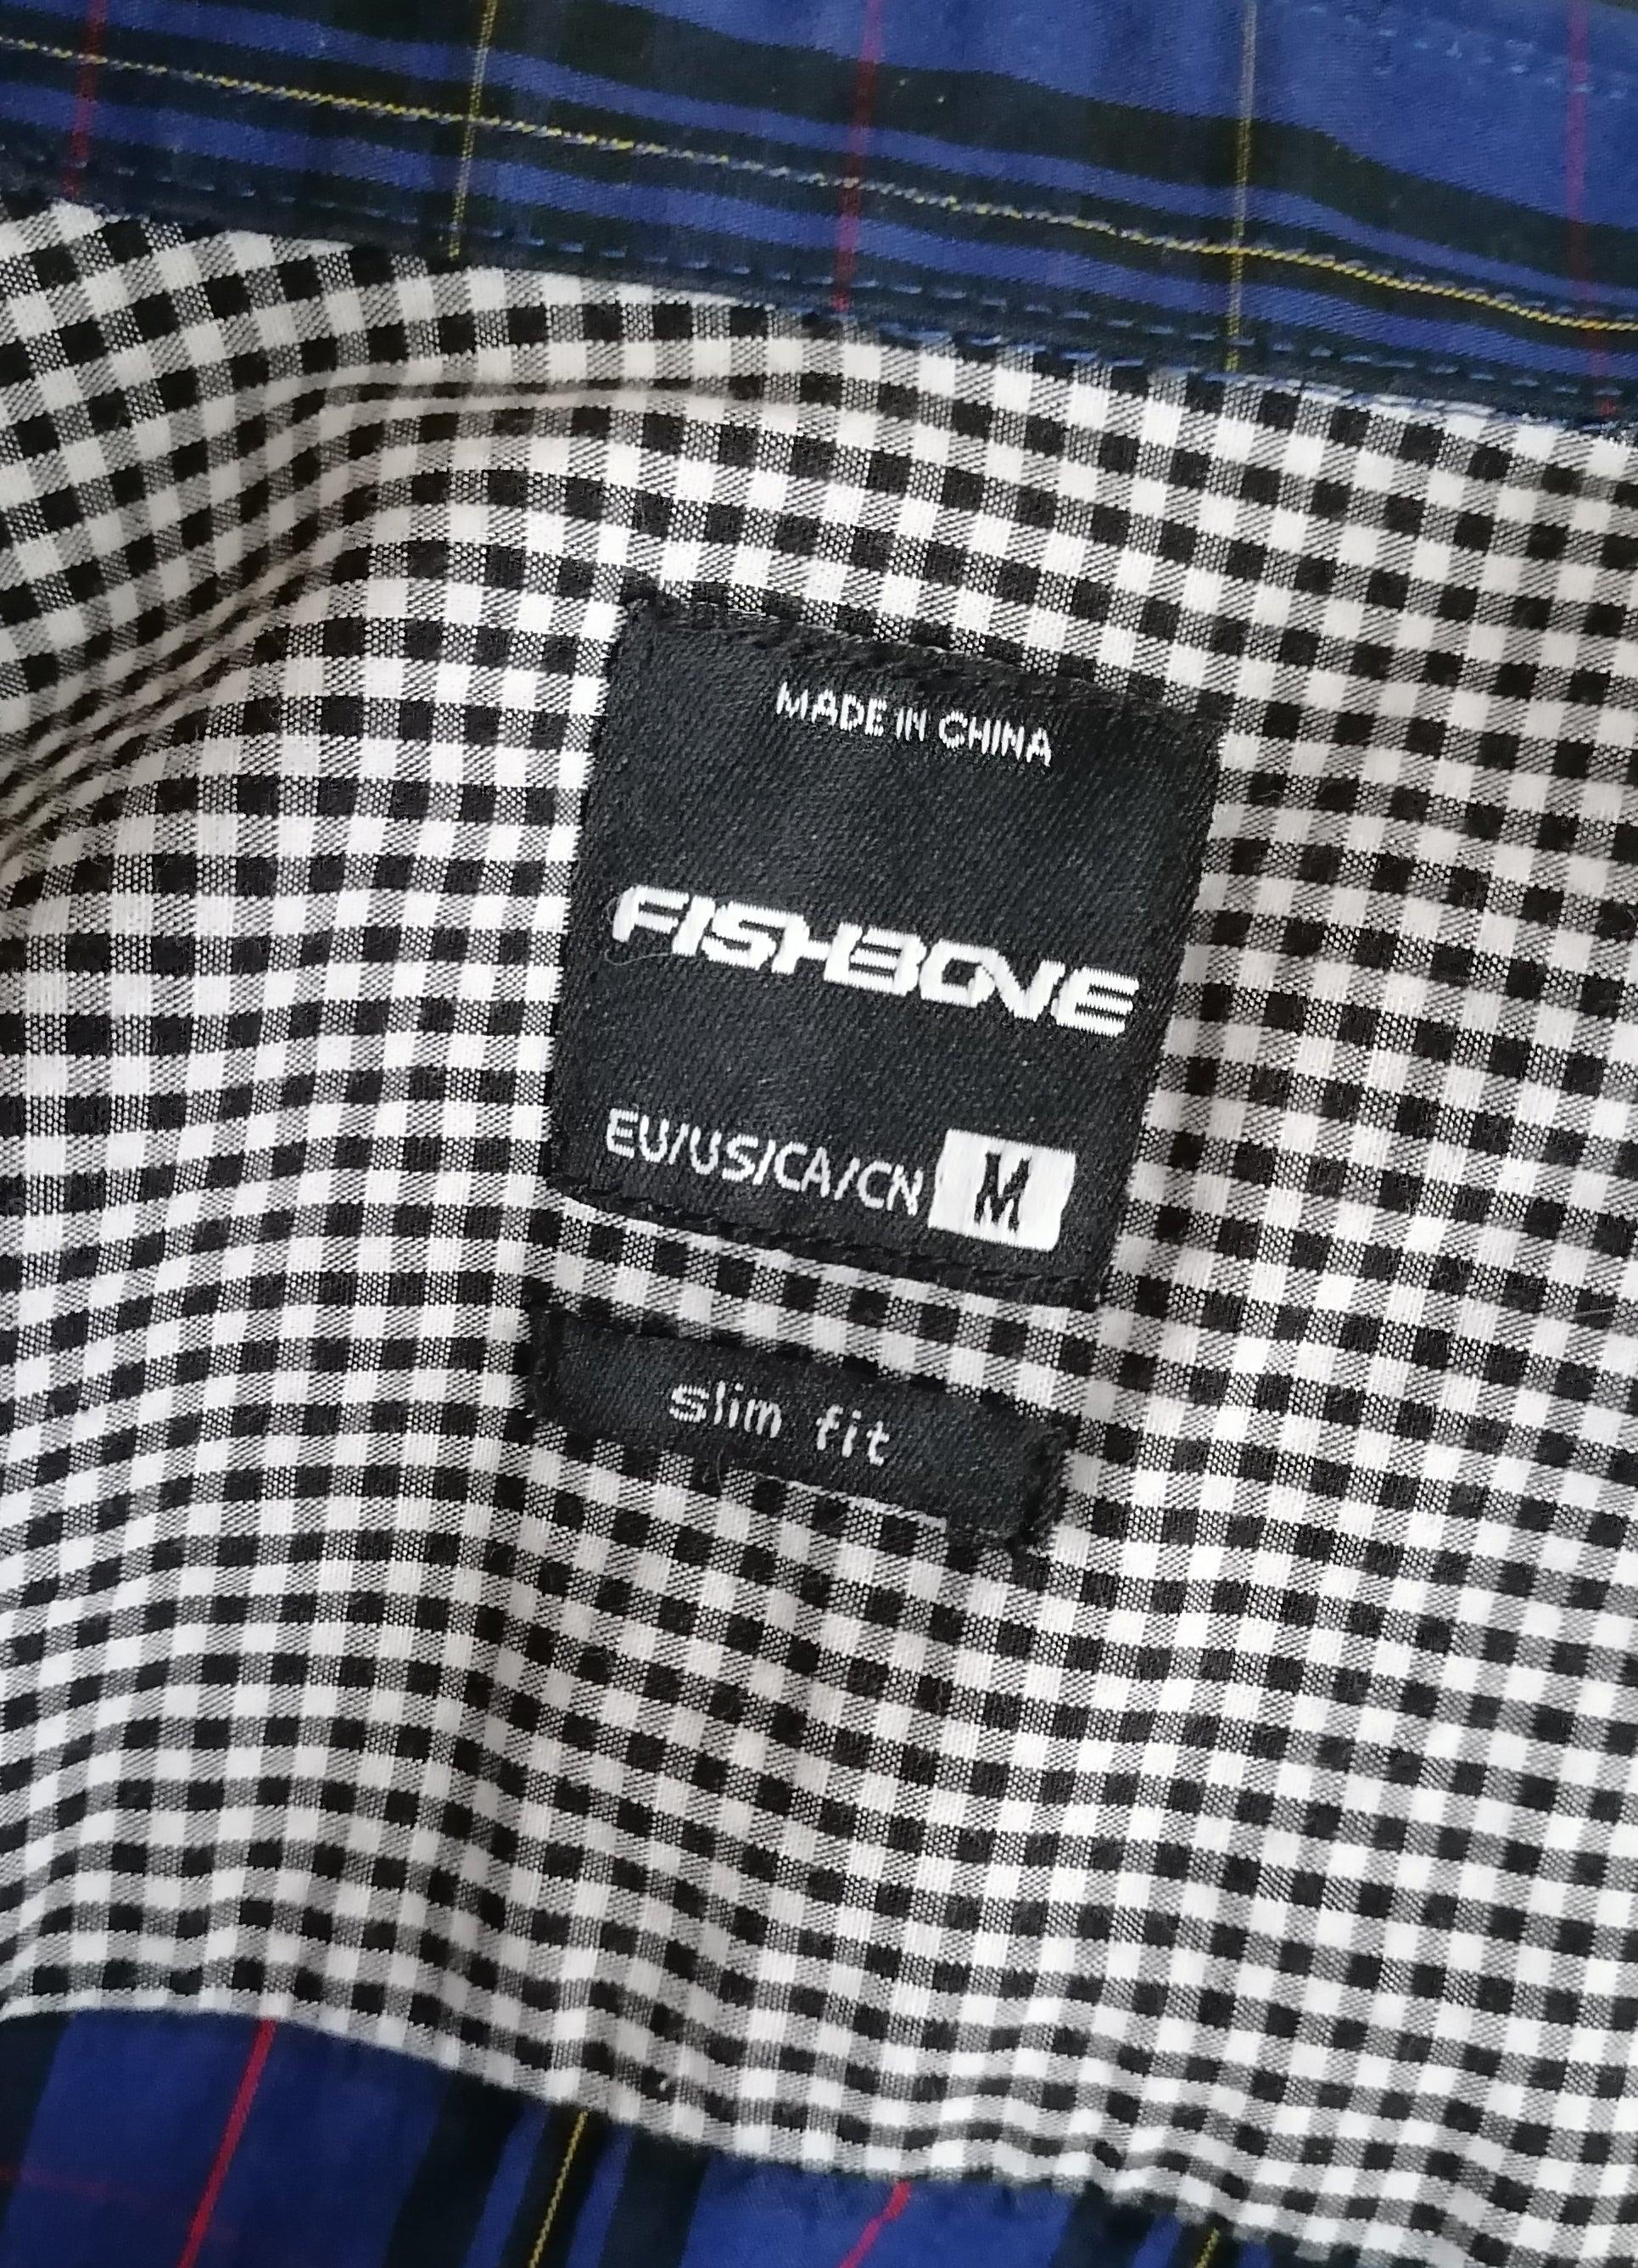 MADE IN CHINA
FISHBONE
EU/US/CA/CN M
slim fit